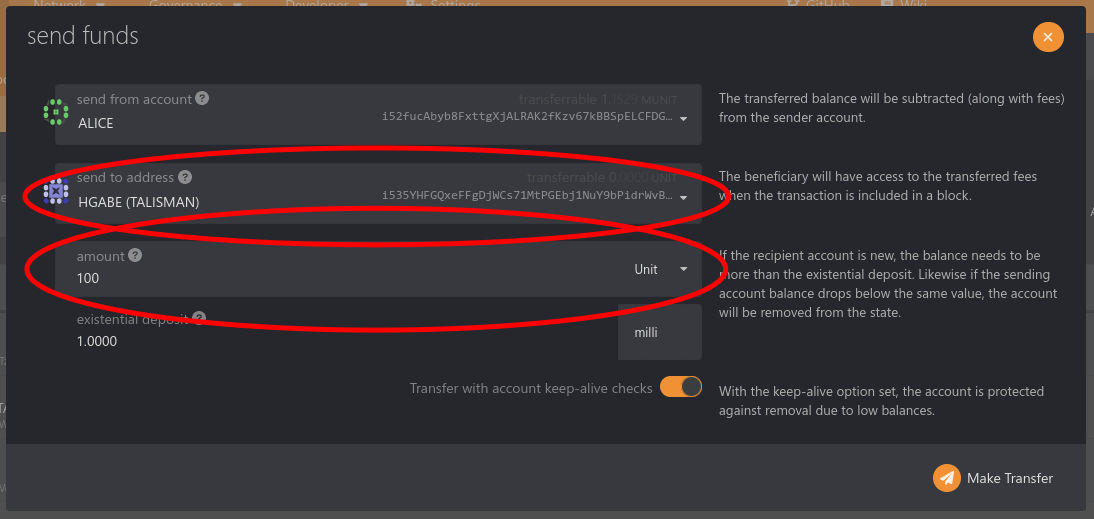 Network Governance Developer Settings GitHub Wiki
send funds
send from account
transferrable 1.1529 MUNIT
ALICE
i52fucAbyb8FxttgXjALRAK2fKzv67kBBSpELCFDG…
The transferred balance will be subtracted (along with fees)
from the sender account.
send to address
transferrable 0.0000 UNIT
HGABE (TALISMAN)
i535YHFGQxeFFgDjWCs71MtPGEbj1NuY9bPidrWvB…
The beneficiary will have access to the transferred fees
when the transaction is included in a block.
amount
100
Unit
If the recipient account is new, the balance needs to be
more than the existential deposit. Likewise if the sending
account balance drops below the same value, the account
will be removed from the state.
existential deposit
1.0000
milli
Transfer with account keep-alive checks
With the keep-alive option set, the account is protected
against removal due to low balances.
Make Transfer